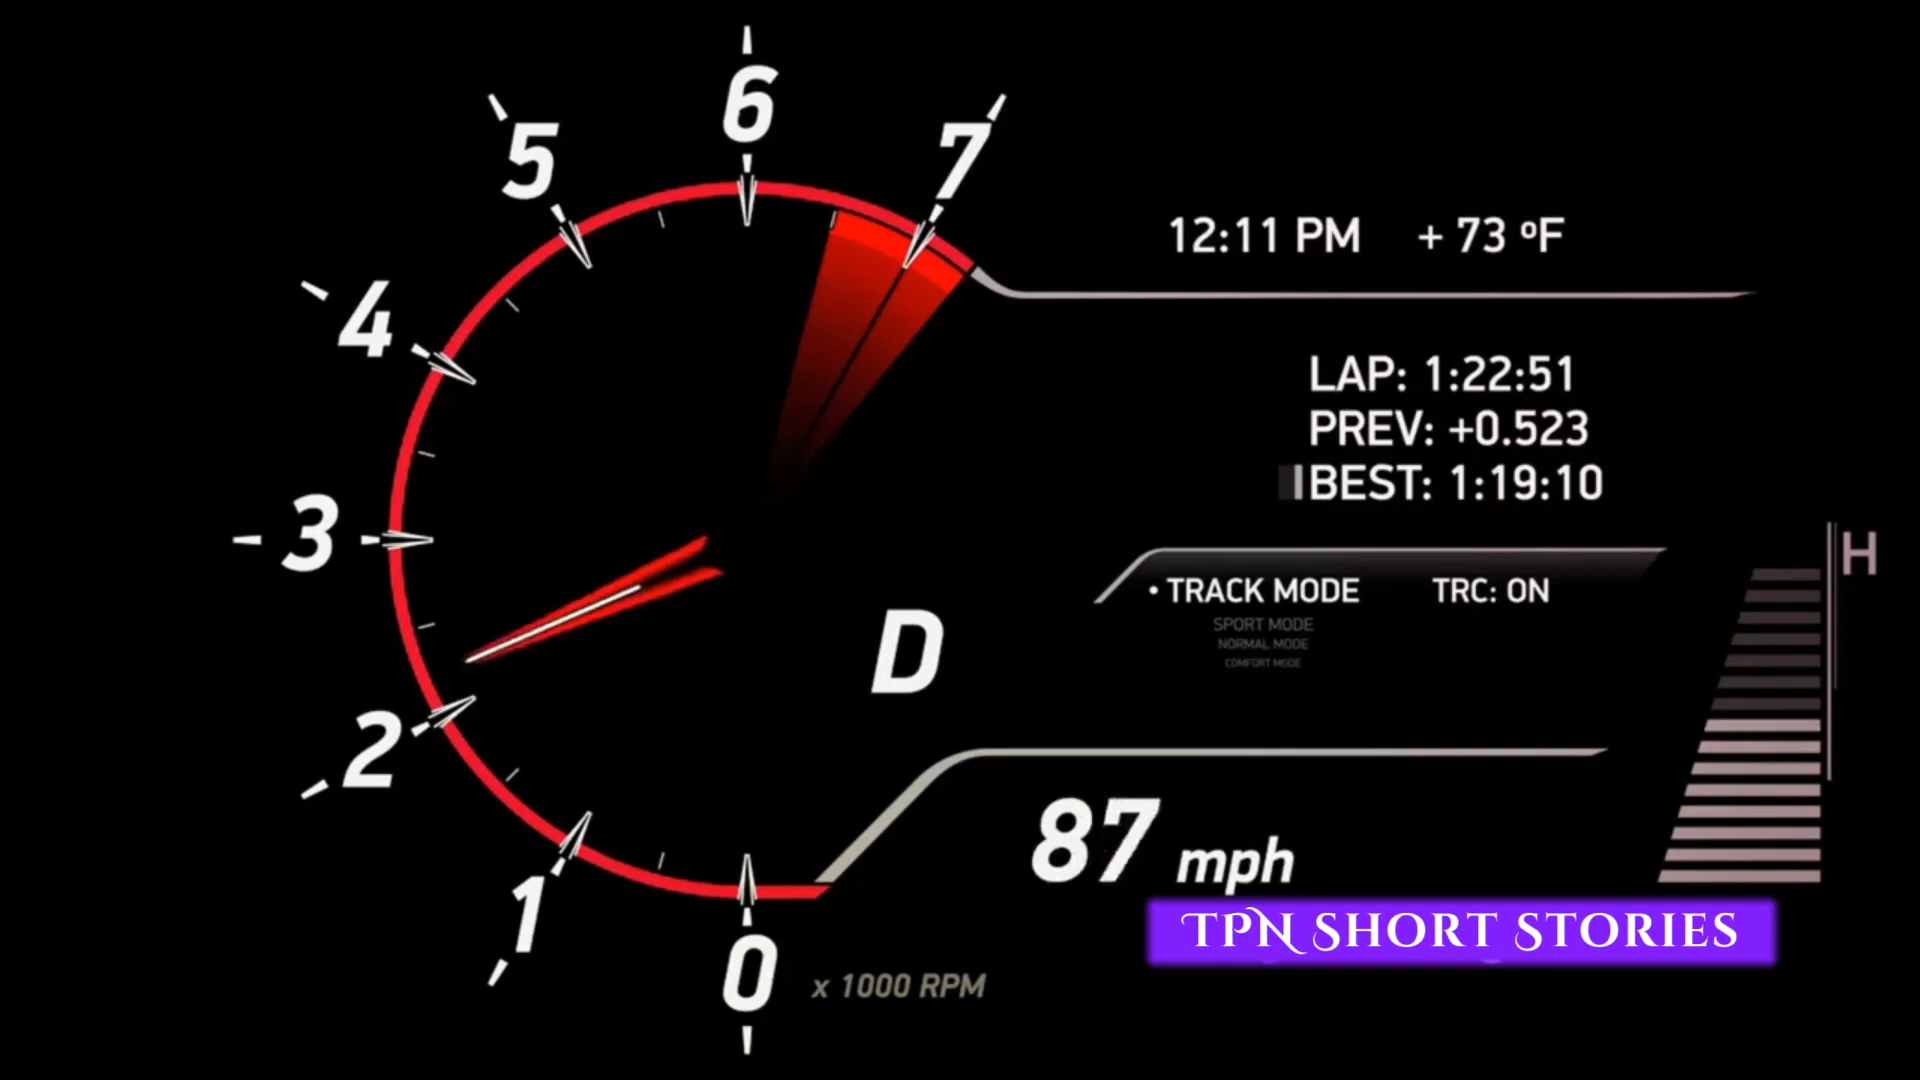 6
5
7
4
12:11 PM + 73 ºF
LAP: 1:22:51
PREV: +0.523
BEST: 1:19:10
3
H
• TRACK MODE TRC: ON
SPORT MODE
NORMAL MODE
COMFORT MODE
D
2
87 mph
1
TPN SHORT STORIES
0
x 1000 RPM